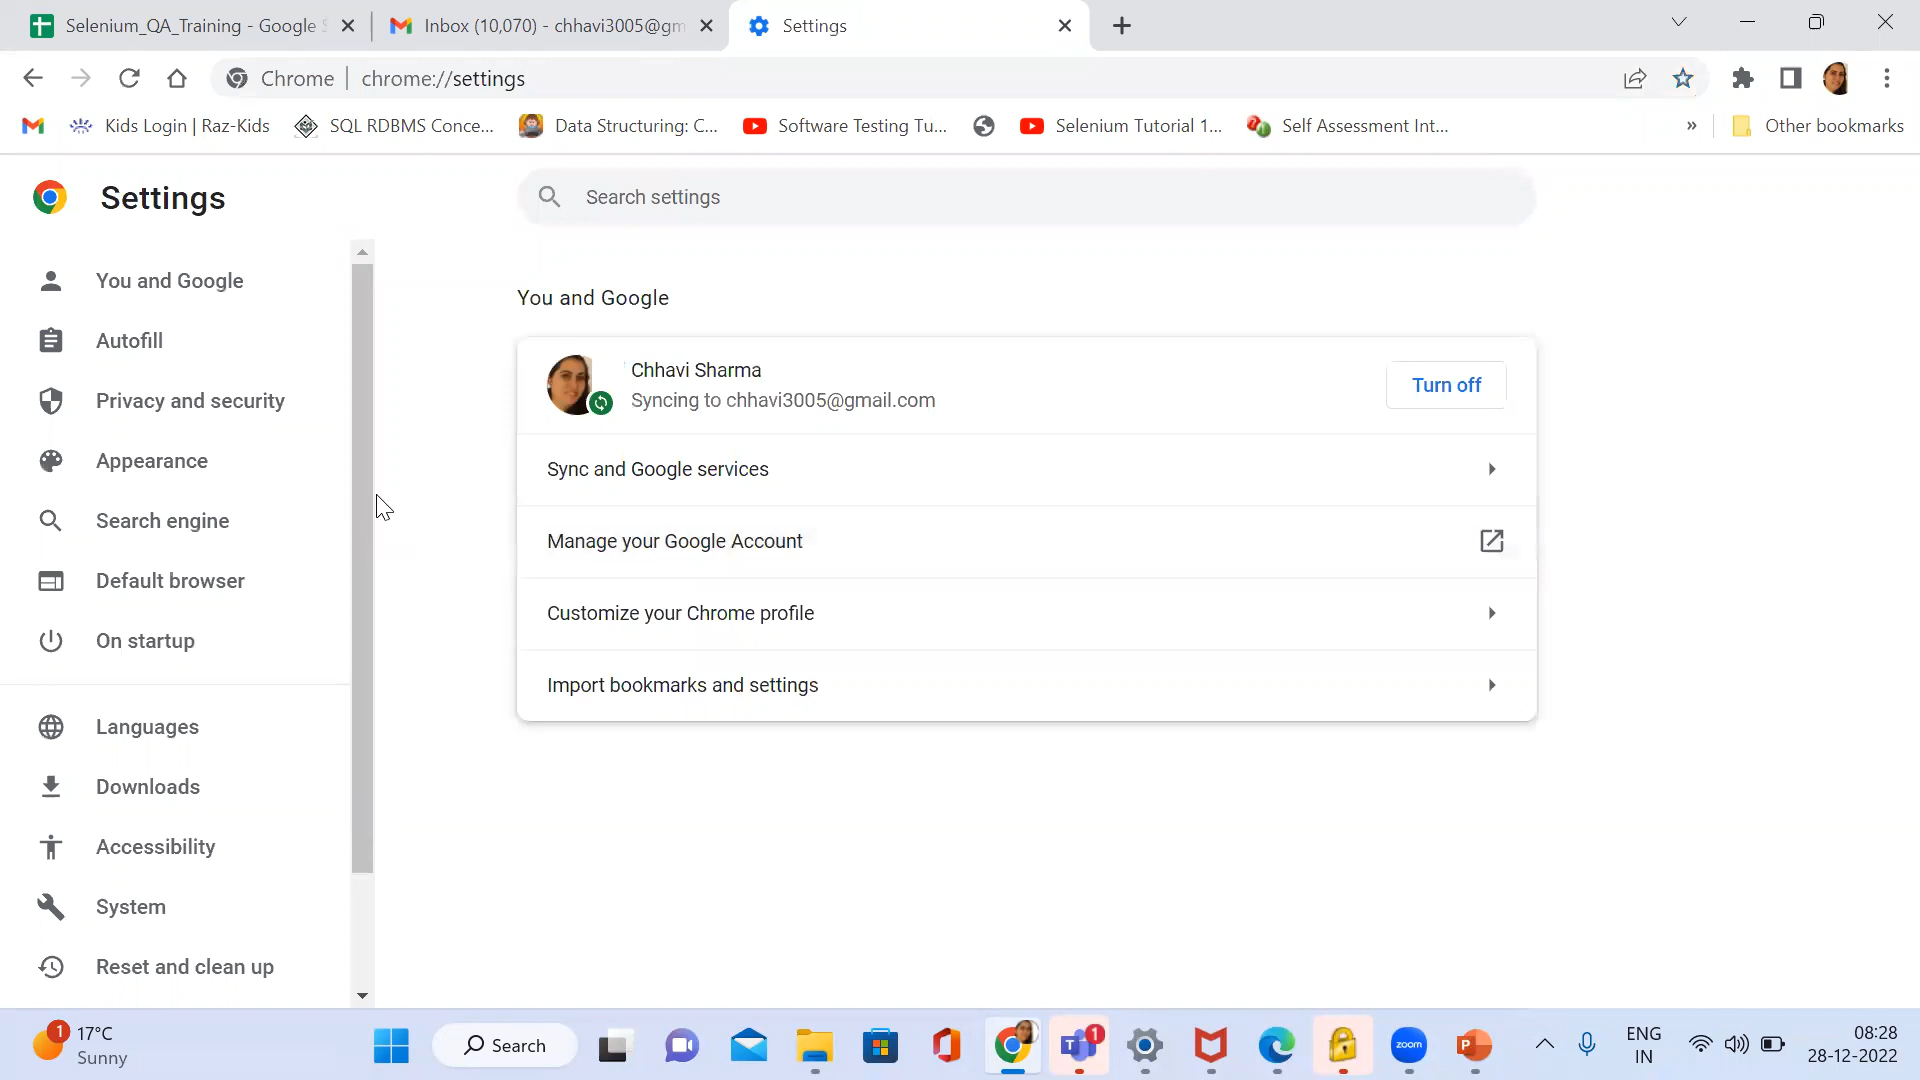 Selenium_QA_Training - Google S
Inbox (10,070) - chhavi3005@gm
Settings
Chrome
chrome://settings
Kids Login | Raz-Kids
SQL RDBMS Conce...
Data Structuring: C...
Software Testing Tu...
Selenium Tutorial 1...
Self Assessment Int...
»
Other bookmarks
Settings
Search settings
You and Google
Autofill
Privacy and security
Appearance
Search engine
Default browser
On startup
Languages
Downloads
Accessibility
System
Reset and clean up
You and Google
Chhavi Sharma
Syncing to chhavi3005@gmail.com
Turn off
Sync and Google services
Manage your Google Account
Customize your Chrome profile
Import bookmarks and settings
1
17°C
Sunny
Search
T
1
zoom
P
ENG
IN
08:28
28-12-2022